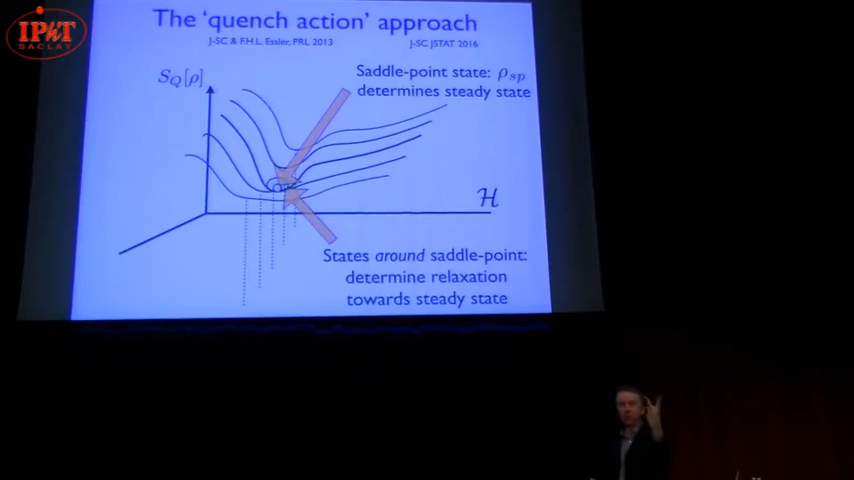 IPhT
SACLAY
The ‘quench action’ approach
J-SC & F.H.L. Essler, PRL 2013
J-SC JSTAT 2016
S_Q[ρ]
Saddle-point state: ρ_sp
determines steady state
ℋ
States around saddle-point:
determine relaxation
towards steady state